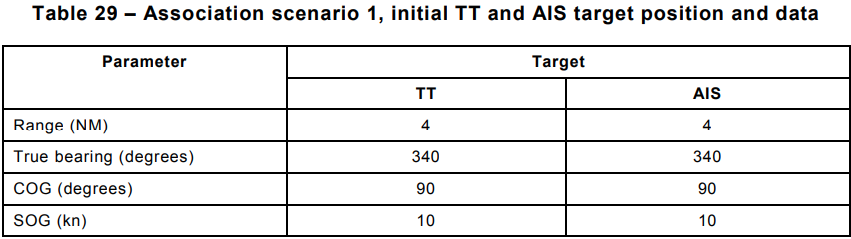 Table 29 – Association scenario 1, initial TT and AIS target position and data
Parameter Target
TT AIS
Range (NM) 4 4
True bearing (degrees) 340 340
COG (degrees) 90 90
SOG (kn) 10 10